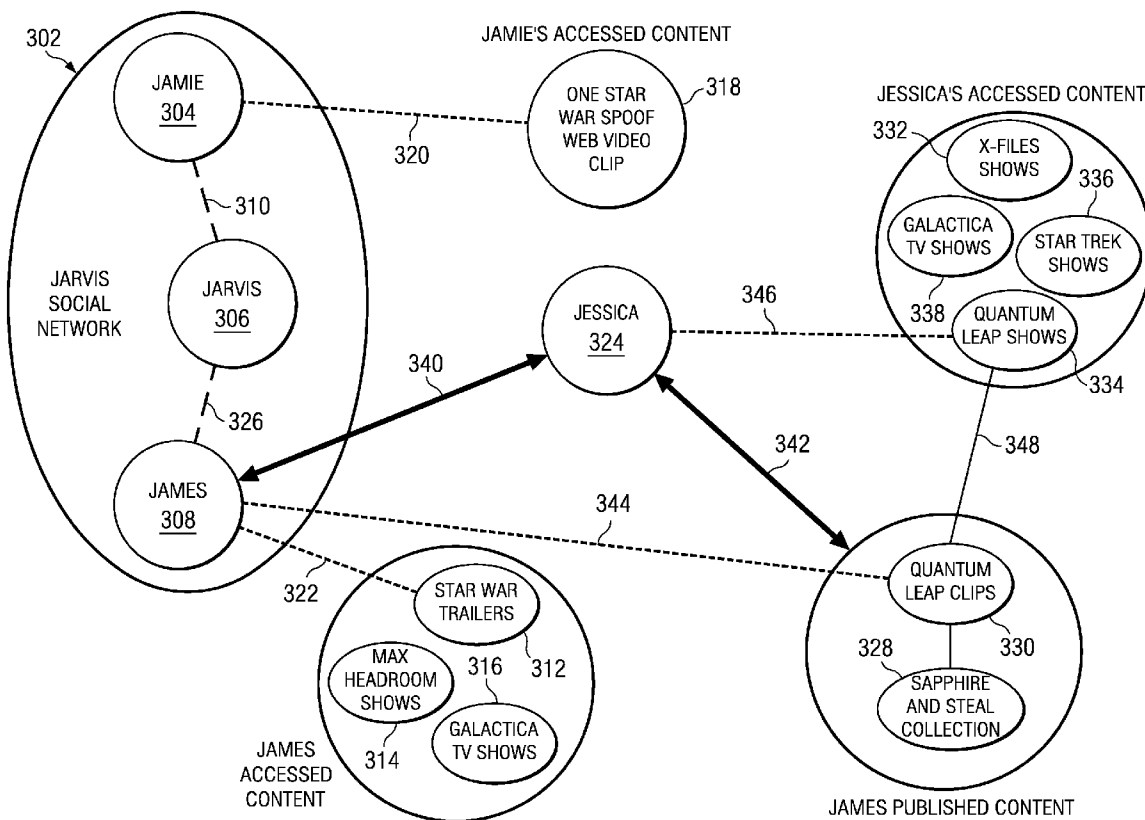 302
JAMIE
304
310
JARVIS
SOCIAL
NETWORK
JARVIS
306
326
JAMES
308
320
JAMIE'S ACCESSED CONTENT
ONE STAR
WAR SPOOF
WEB VIDEO
CLIP
318
JESSICA'S ACCESSED CONTENT
332
X-FILES
SHOWS
336
GALACTICA
TV SHOWS
STAR TREK
SHOWS
338
QUANTUM
LEAP SHOWS
334
JESSICA
324
346
340
342
348
344
322
STAR WAR
TRAILERS
312
MAX
HEADROOM
SHOWS
316
314
GALACTICA
TV SHOWS
JAMES
ACCESSED
CONTENT
QUANTUM
LEAP CLIPS
330
328
SAPPHIRE
AND STEAL
COLLECTION
JAMES PUBLISHED CONTENT